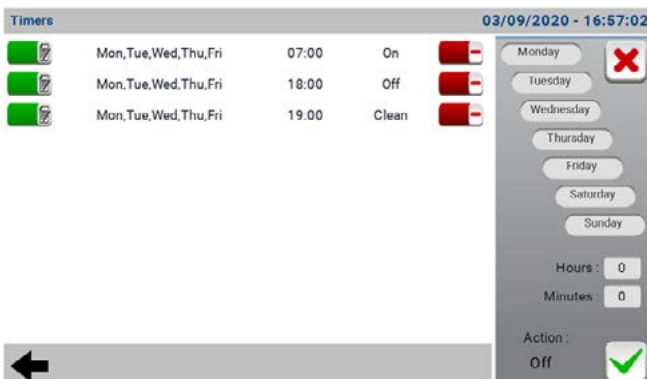 Timers 03/09/2020 - 16:57:02
Mon,Tue,Wed,Thu,Fri 07:00 On
Mon,Tue,Wed,Thu,Fri 18:00 Off
Mon,Tue,Wed,Thu,Fri 19.00 Clean
Monday
Tuesday
Wednesday
Thursday
Friday
Saturday
Sunday
Hours : 0
Minutes : 0
Action :
Off